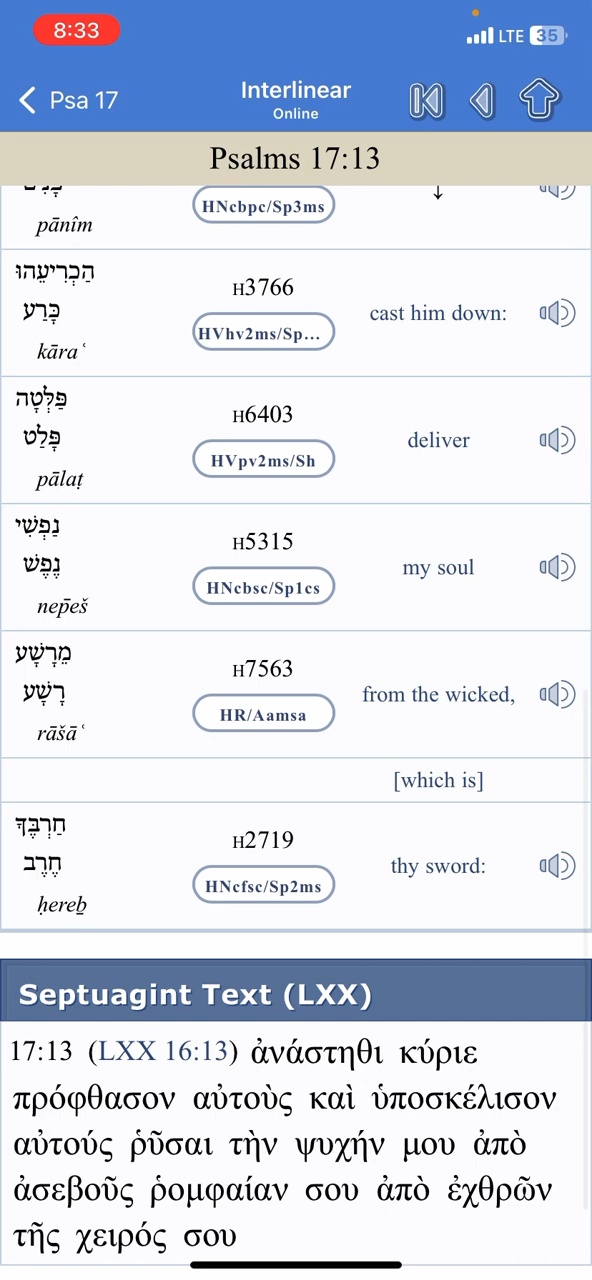 8:33
LTE 35
Psa 17
Interlinear
Online
Psalms 17:13
pānîm
HNcbpc/Sp3ms
↓
הַכְרִיעֵהוּ
כָּרַע
kāraʿ
H3766
HVhv2ms/Sp...
cast him down:
פַּלְּטָה
פָּלַט
pālaṭ
H6403
HVpv2ms/Sh
deliver
נַפְשִׁי
נֶפֶשׁ
nep̄eš
H5315
HNcbsc/Sp1cs
my soul
מֵרָשָׁע
רָשָׁע
rāšāʿ
H7563
HR/Aamsa
from the wicked,
[which is]
חַרְבֶּךָ
חֶרֶב
ḥereḇ
H2719
HNcfsc/Sp2ms
thy sword:
Septuagint Text (LXX)
17:13 (LXX 16:13) ἀνάστηθι κύριε
πρόφθασον αὐτοὺς καὶ ὑποσκέλισον
αὐτούς ῥῦσαι τὴν ψυχήν μου ἀπὸ
ἀσεβοῦς ῥομφαίαν σου ἀπὸ ἐχθρῶν
τῆς χειρός σου